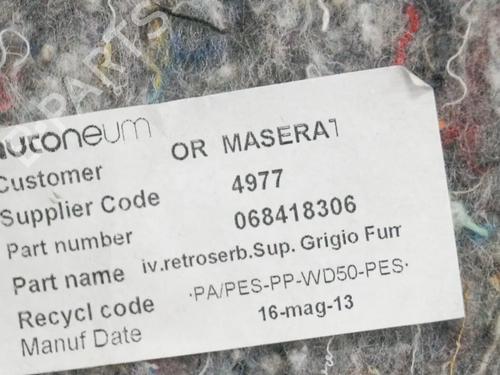 autoneum
Customer OR MASERAT
Supplier Code 4977
Part number 068418306
Part name iv.retroserb.Sup. Grigio Fum
Recycl code ·PA/PES-PP-WD50-PES·
Manuf Date 16-mag-13